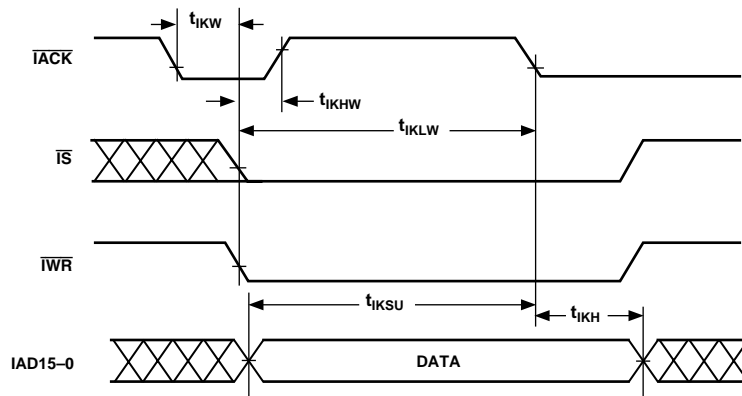 tIKW
IACK
tIKHW
tIKLW
IS
IWR
tIKSU
tIKH
IAD15–0
DATA